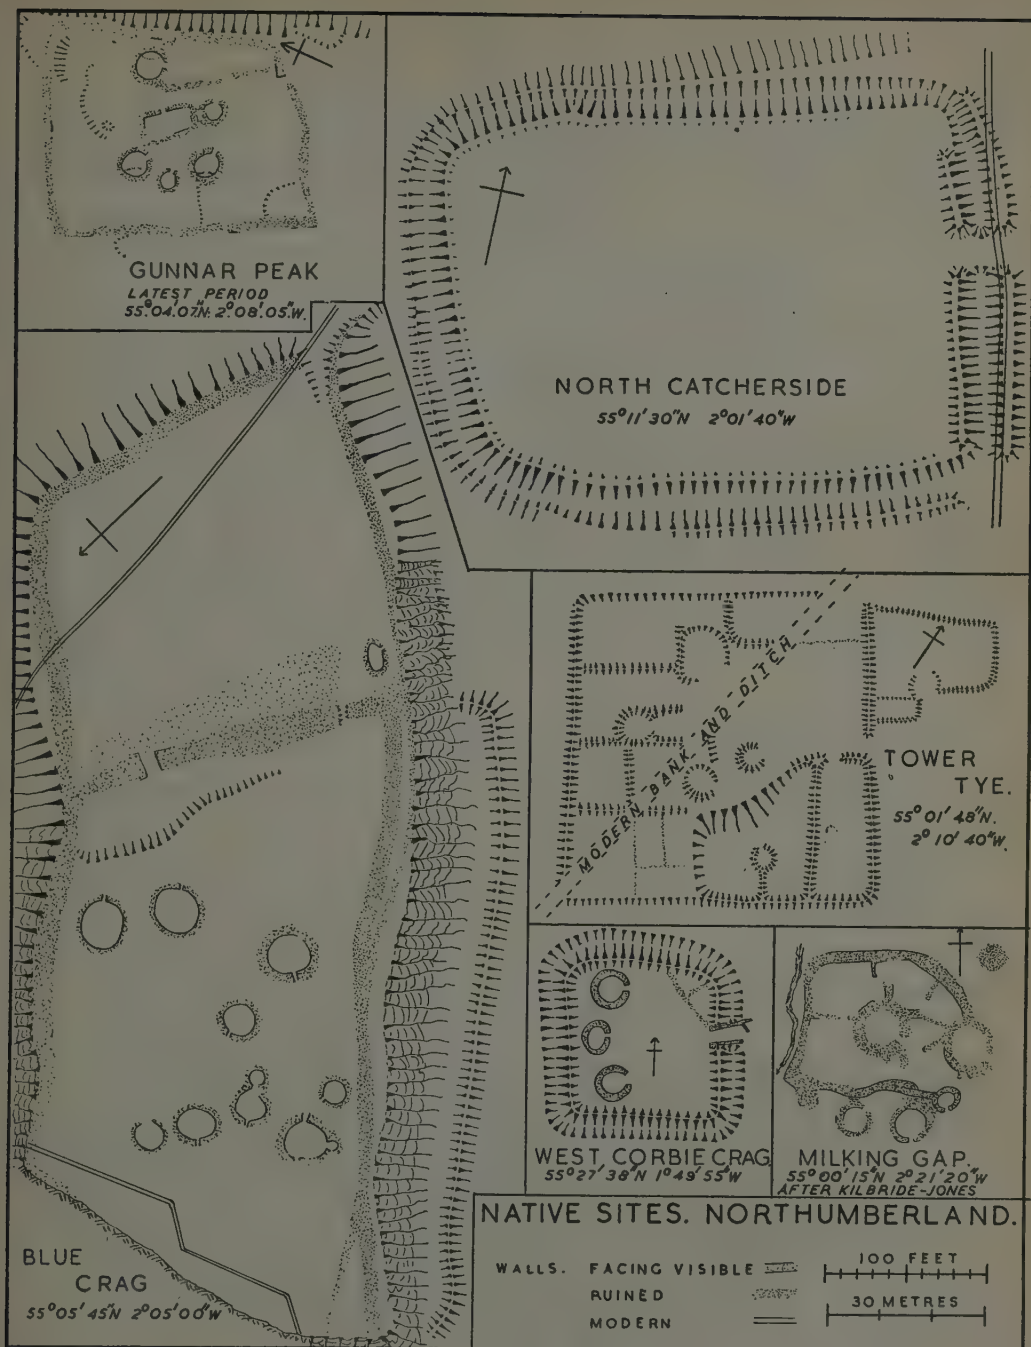 GUNNAR PEAK
LATEST PERIOD
55°04'.07"N: 2°08'.05"W.
NORTH CATCHERSIDE
55°11'30"N 2°01'40"W
MODERN BANK AND DITCH
TOWER
TYE.
55°01'48"N.
2°10'40"W.
WEST CORBIE CRAG
55°27'38"N 1°49'55"W
MILKING GAP.
55°00'15"N 2°21'20"W
AFTER KILBRIDE-JONES
BLUE
CRAG
55°05'45"N 2°05'00"W
NATIVE SITES. NORTHUMBERLAND.
WALLS. FACING VISIBLE
RUINED
MODERN
100 FEET
30 METRES